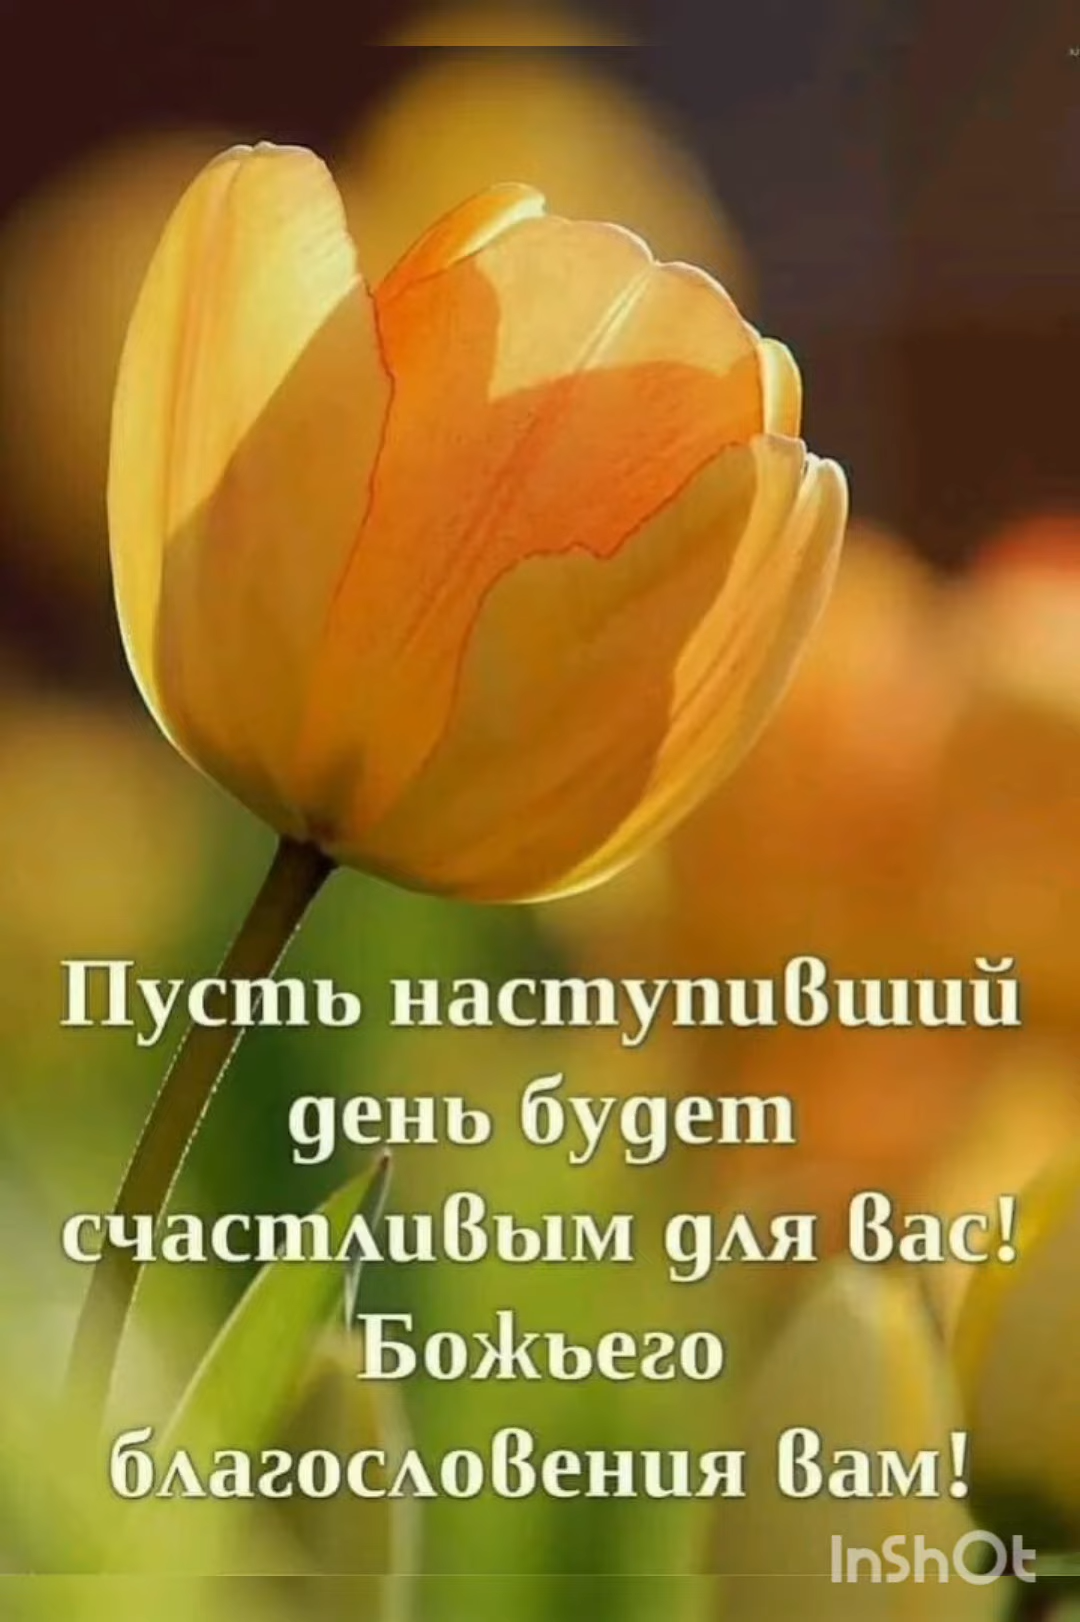 Пусть наступивший
день будет
счастливым для вас!
Божьего
благословения вам!
InShOt